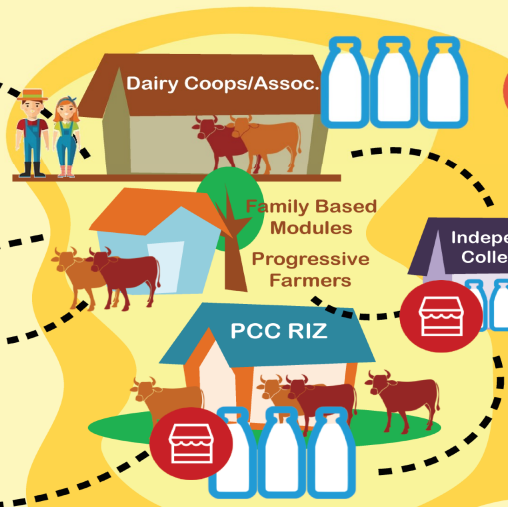 Dairy Coops/Assoc.
Family Based
Modules
Progressive
Farmers
PCC RIZ